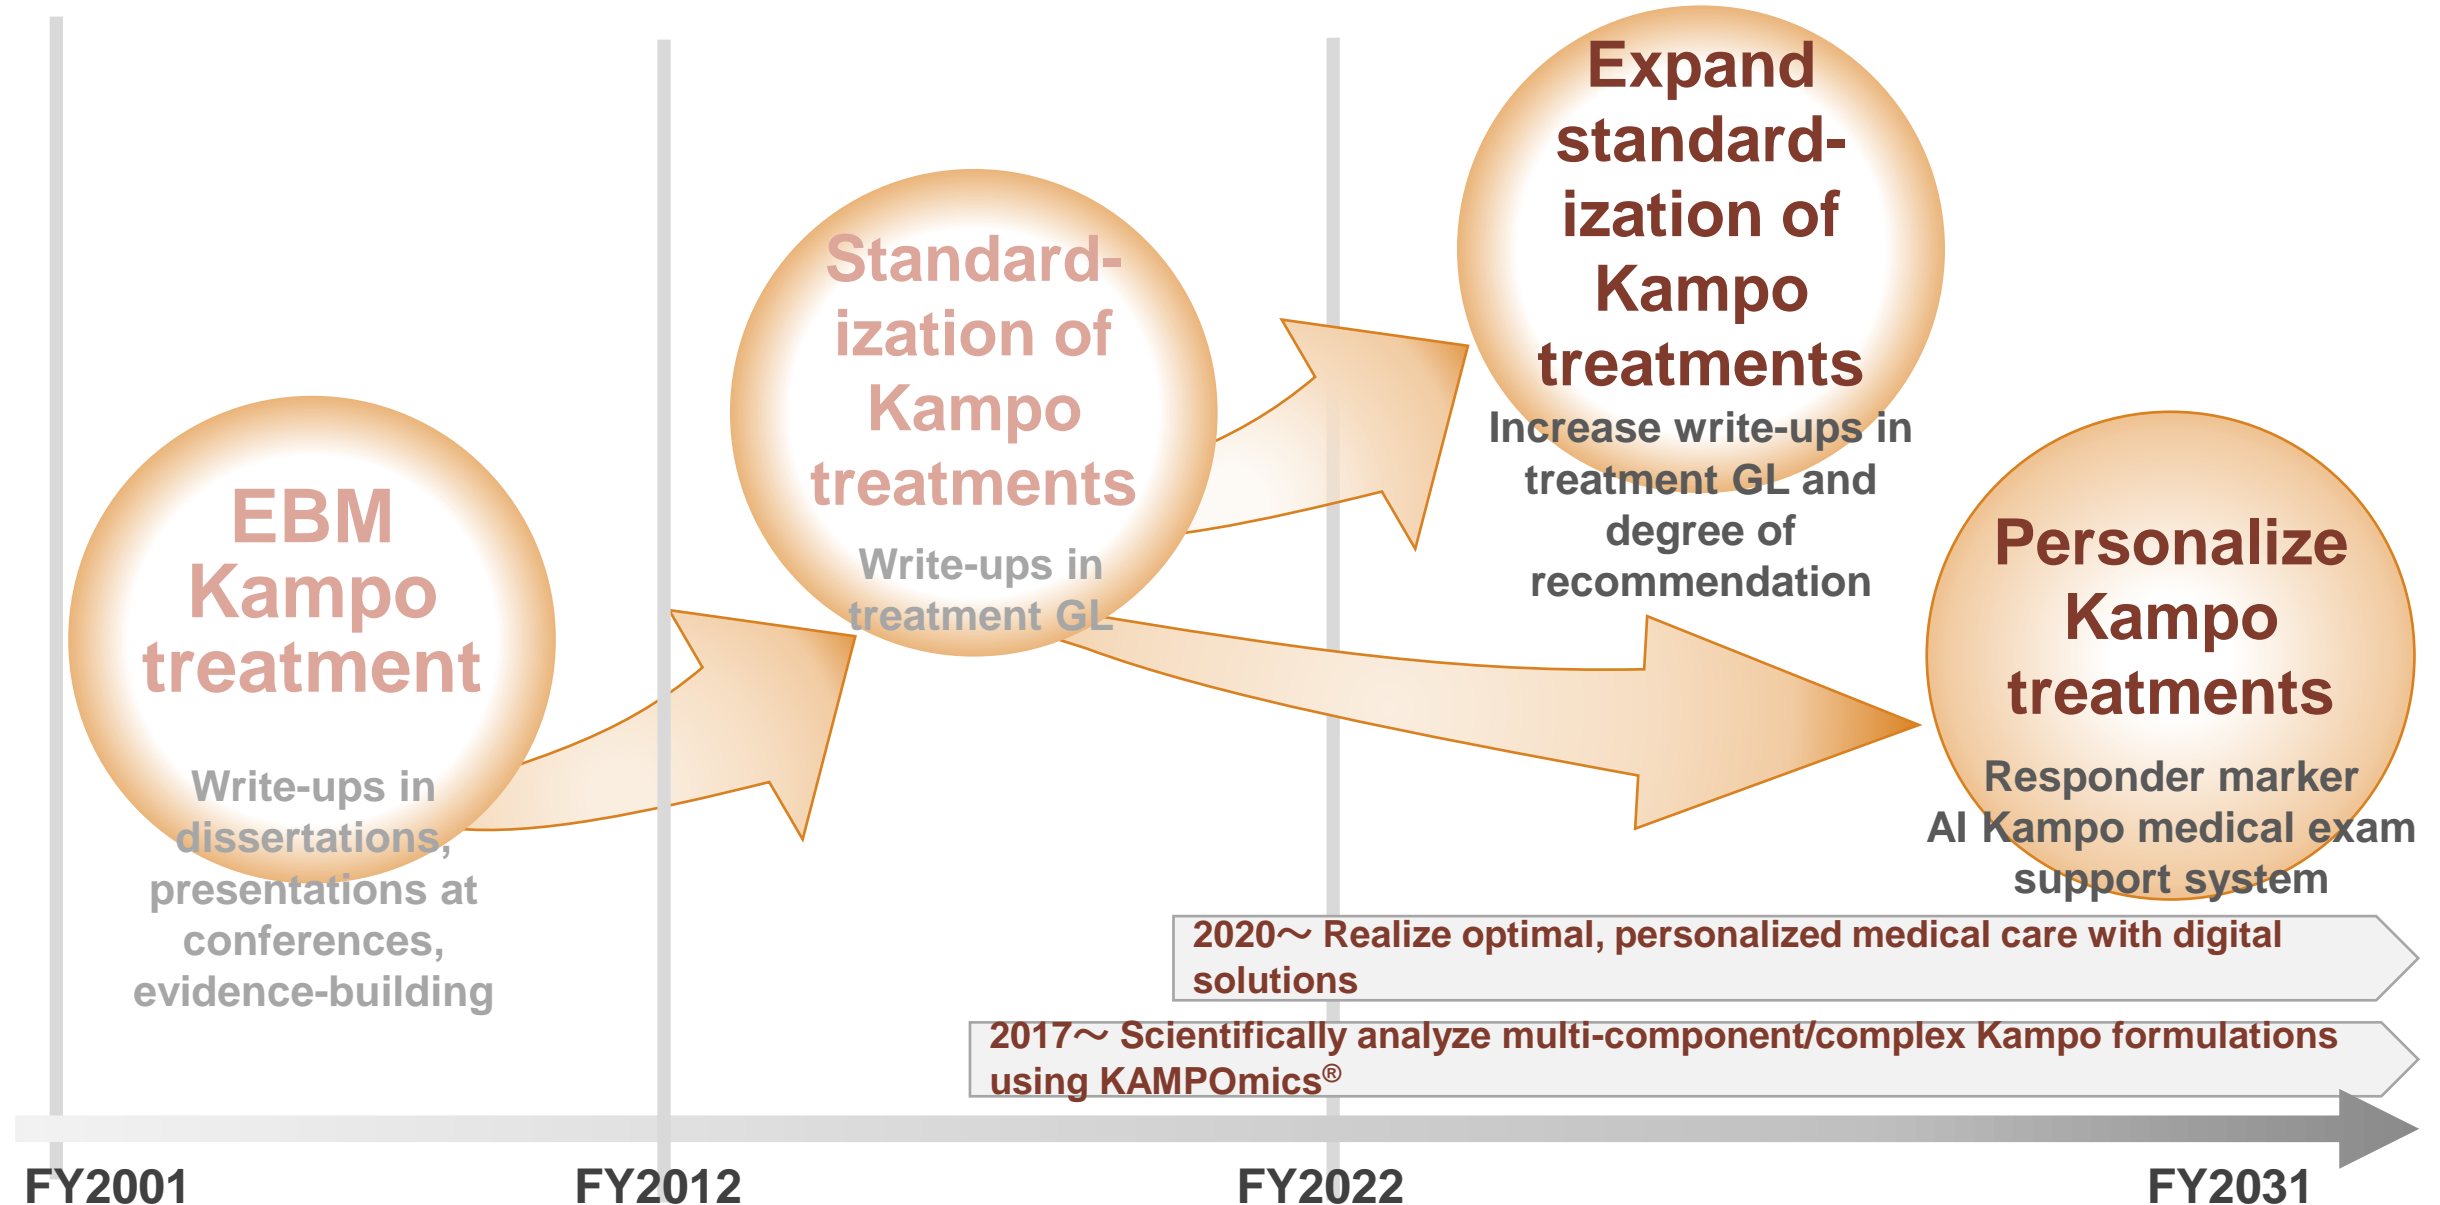 EBM
Kampo
treatment
Write-ups in
dissertations,
presentations at
conferences,
evidence-building
Standard-
ization of
Kampo
treatments
Write-ups in
treatment GL
Expand
standard-
ization of
Kampo
treatments
Increase write-ups in
treatment GL and
degree of
recommendation
Personalize
Kampo
treatments
Responder marker
AI Kampo medical exam
support system
2020～ Realize optimal, personalized medical care with digital
solutions
2017～ Scientifically analyze multi-component/complex Kampo formulations
using KAMPOmics®
FY2001
FY2012
FY2022
FY2031